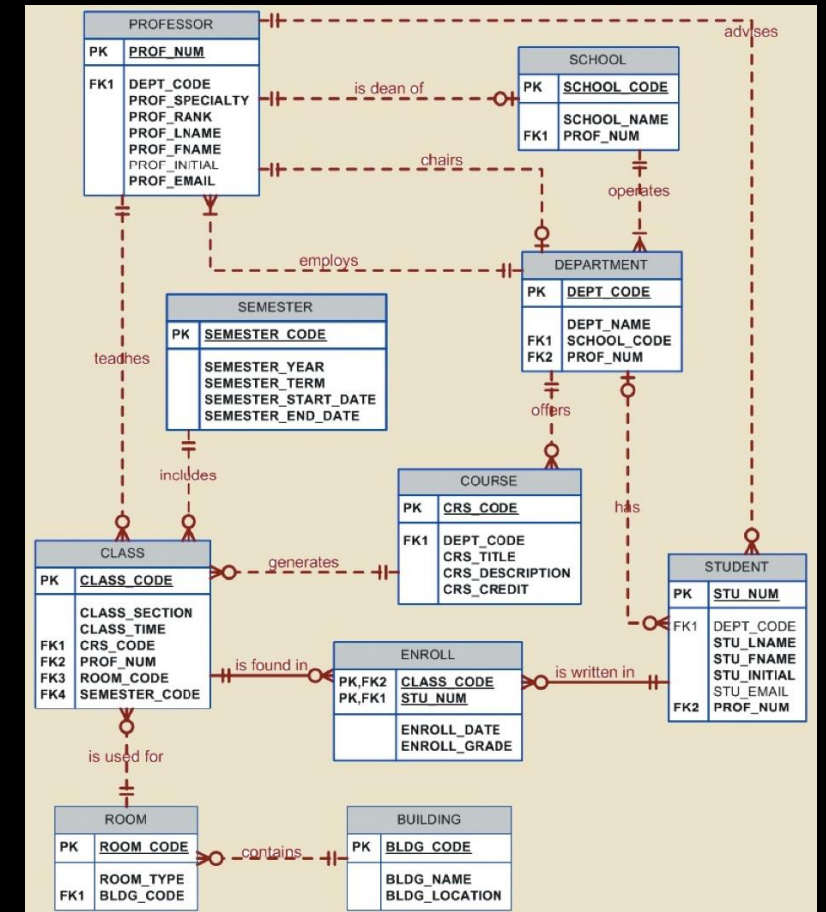 PROFESSOR
PK PROF_NUM
FK1 DEPT_CODE
PROF_SPECIALTY
PROF_RANK
PROF_LNAME
PROF_FNAME
PROF_INITIAL
PROF_EMAIL
advises
is dean of
SCHOOL
PK SCHOOL_CODE
SCHOOL_NAME
FK1 PROF_NUM
chairs
operates
employs
DEPARTMENT
PK DEPT_CODE
DEPT_NAME
FK1 SCHOOL_CODE
FK2 PROF_NUM
SEMESTER
PK SEMESTER_CODE
SEMESTER_YEAR
SEMESTER_TERM
SEMESTER_START_DATE
SEMESTER_END_DATE
teaches
offers
includes
has
COURSE
PK CRS_CODE
FK1 DEPT_CODE
CRS_TITLE
CRS_DESCRIPTION
CRS_CREDIT
generates
CLASS
PK CLASS_CODE
CLASS_SECTION
CLASS_TIME
FK1 CRS_CODE
FK2 PROF_NUM
FK3 ROOM_CODE
FK4 SEMESTER_CODE
STUDENT
PK STU_NUM
FK1 DEPT_CODE
STU_LNAME
STU_FNAME
STU_INITIAL
STU_EMAIL
FK2 PROF_NUM
is found in
ENROLL
PK,FK2 CLASS_CODE
PK,FK1 STU_NUM
ENROLL_DATE
ENROLL_GRADE
is written in
is used for
ROOM
PK ROOM_CODE
ROOM_TYPE
FK1 BLDG_CODE
contains
BUILDING
PK BLDG_CODE
BLDG_NAME
BLDG_LOCATION